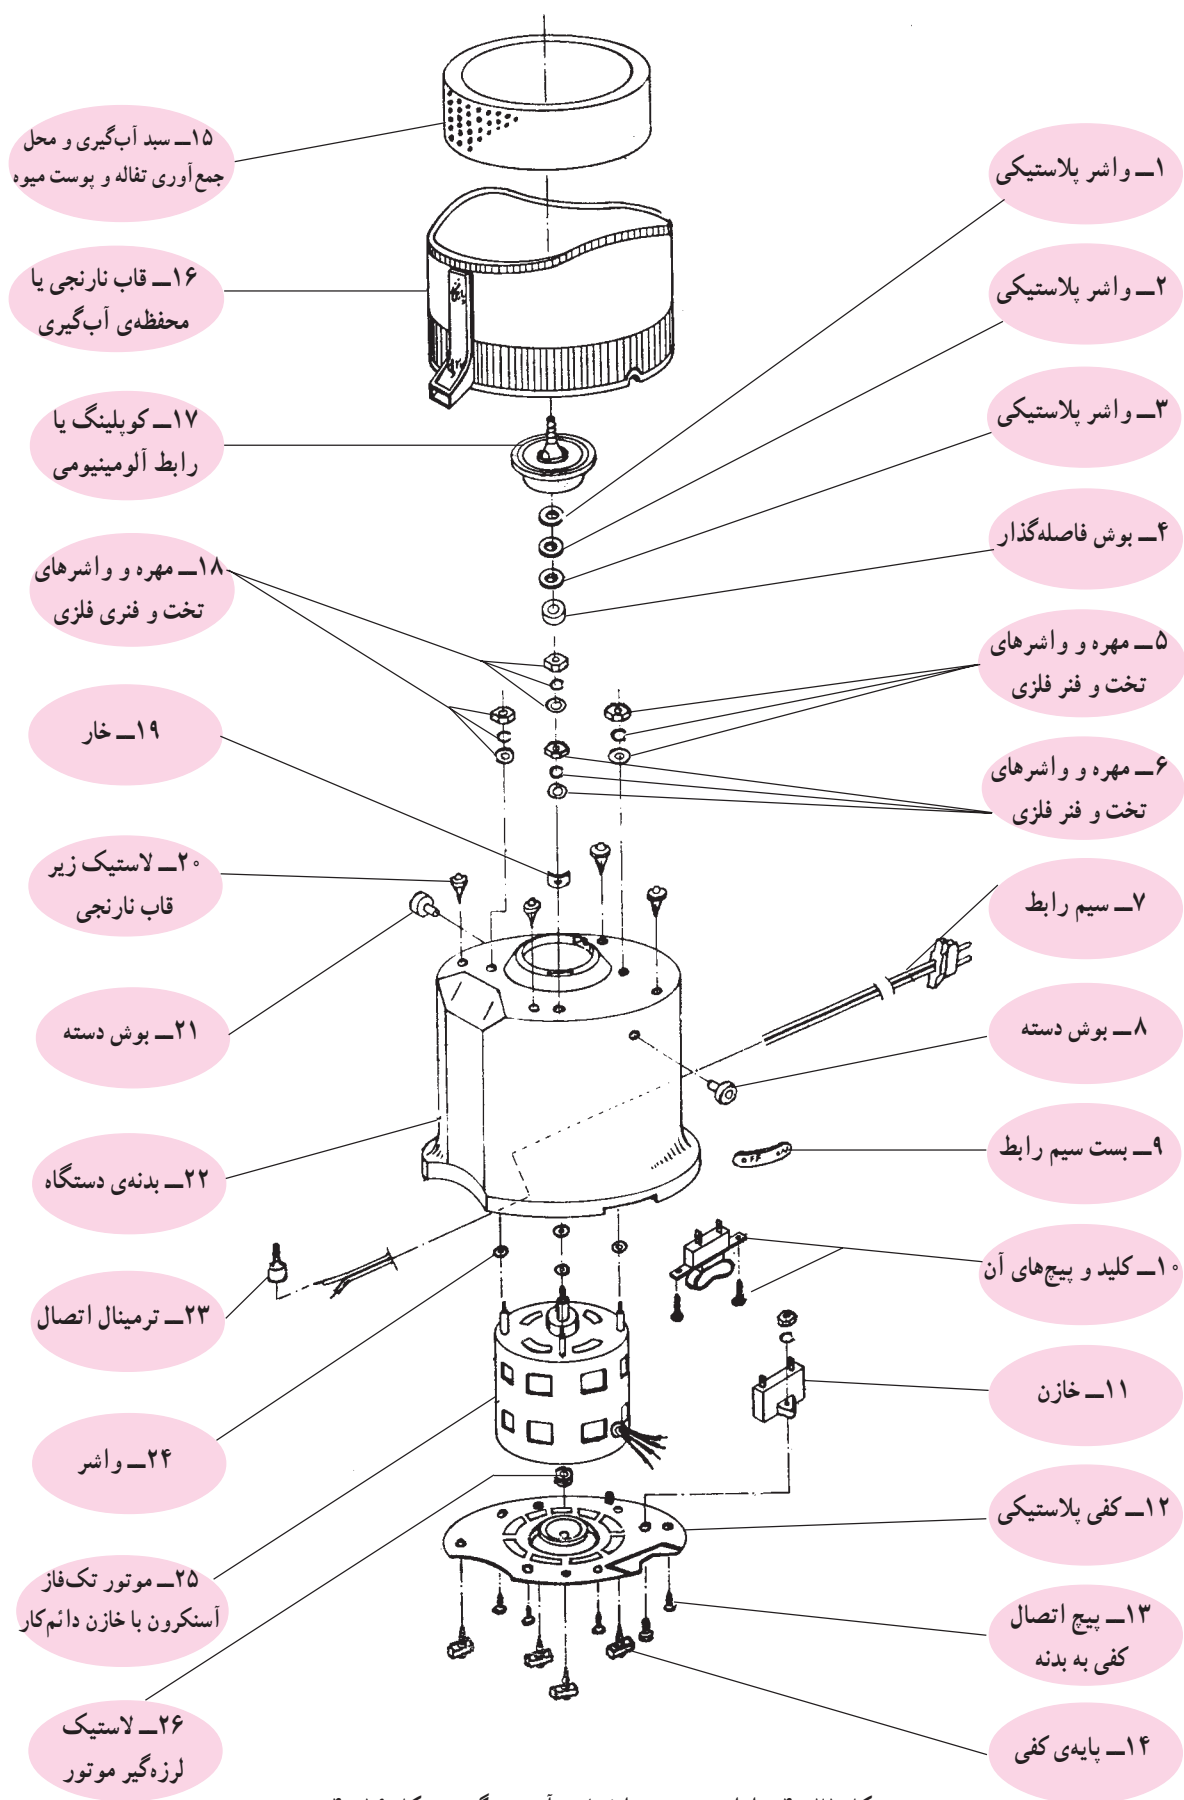 ۱ــ واشر پلاستیکی
۲ــ واشر پلاستیکی
۳ــ واشر پلاستیکی
۴ــ بوش فاصله‌گذار
۵ــ مهره و واشرهای
تخت و فنر فلزی
۶ــ مهره و واشرهای
تخت و فنر فلزی
۷ــ سیم رابط
۸ــ بوش دسته
۹ــ بست سیم رابط
۱۰ــ کلید و پیچ‌های آن
۱۱ــ خازن
۱۲ــ کفی پلاستیکی
۱۳ــ پیچ اتصال
کفی به بدنه
۱۴ــ پایه‌ی کفی
۱۵ــ سبد آب‌گیری و محل
جمع‌آوری تفاله و پوست میوه
۱۶ــ قاب نارنجی یا
محفظه‌ی آب‌گیری
۱۷ــ کوپلینگ یا
رابط آلومینیومی
۱۸ــ مهره و واشرهای
تخت و فنری فلزی
۱۹ــ خار
۲۰ــ لاستیک زیر
قاب نارنجی
۲۱ــ بوش دسته
۲۲ــ بدنه‌ی دستگاه
۲۳ــ ترمینال اتصال
۲۴ــ واشر
۲۵ــ موتور تک‌فاز
آسنکرون با خازن دائم‌کار
۲۶ــ لاستیک
لرزه‌گیر موتور